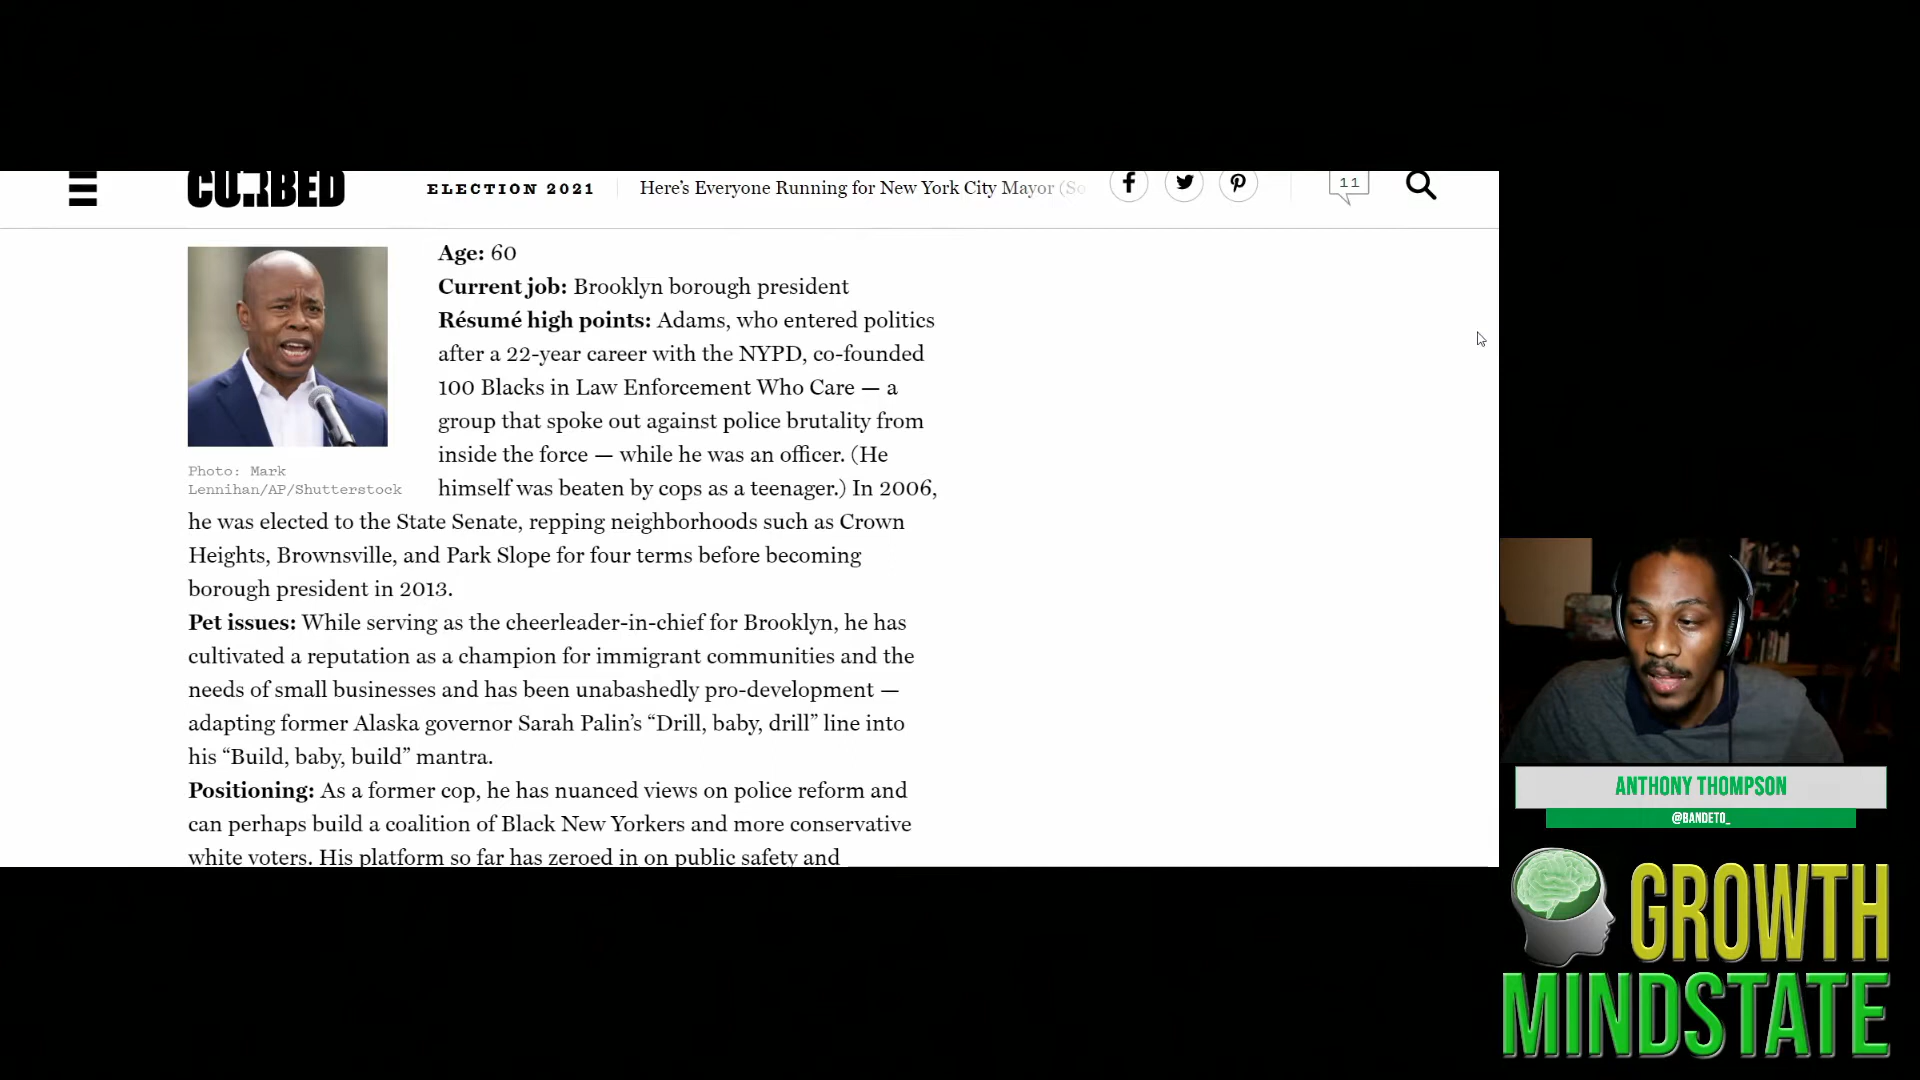 CURBED
ELECTION 2021
Here's Everyone Running for New York City Mayor (So
11
Age: 60
Current job: Brooklyn borough president
Résumé high points: Adams, who entered politics
after a 22-year career with the NYPD, co-founded
100 Blacks in Law Enforcement Who Care — a
group that spoke out against police brutality from
inside the force — while he was an officer. (He
himself was beaten by cops as a teenager.) In 2006,
Photo: Mark
Lennihan/AP/Shutterstock
he was elected to the State Senate, repping neighborhoods such as Crown
Heights, Brownsville, and Park Slope for four terms before becoming
borough president in 2013.
Pet issues: While serving as the cheerleader-in-chief for Brooklyn, he has
cultivated a reputation as a champion for immigrant communities and the
needs of small businesses and has been unabashedly pro-development —
adapting former Alaska governor Sarah Palin's “Drill, baby, drill” line into
his “Build, baby, build” mantra.
Positioning: As a former cop, he has nuanced views on police reform and
can perhaps build a coalition of Black New Yorkers and more conservative
white voters. His platform so far has zeroed in on public safety and
ANTHONY THOMPSON
@BANDETO_
GROWTH
MINDSTATE